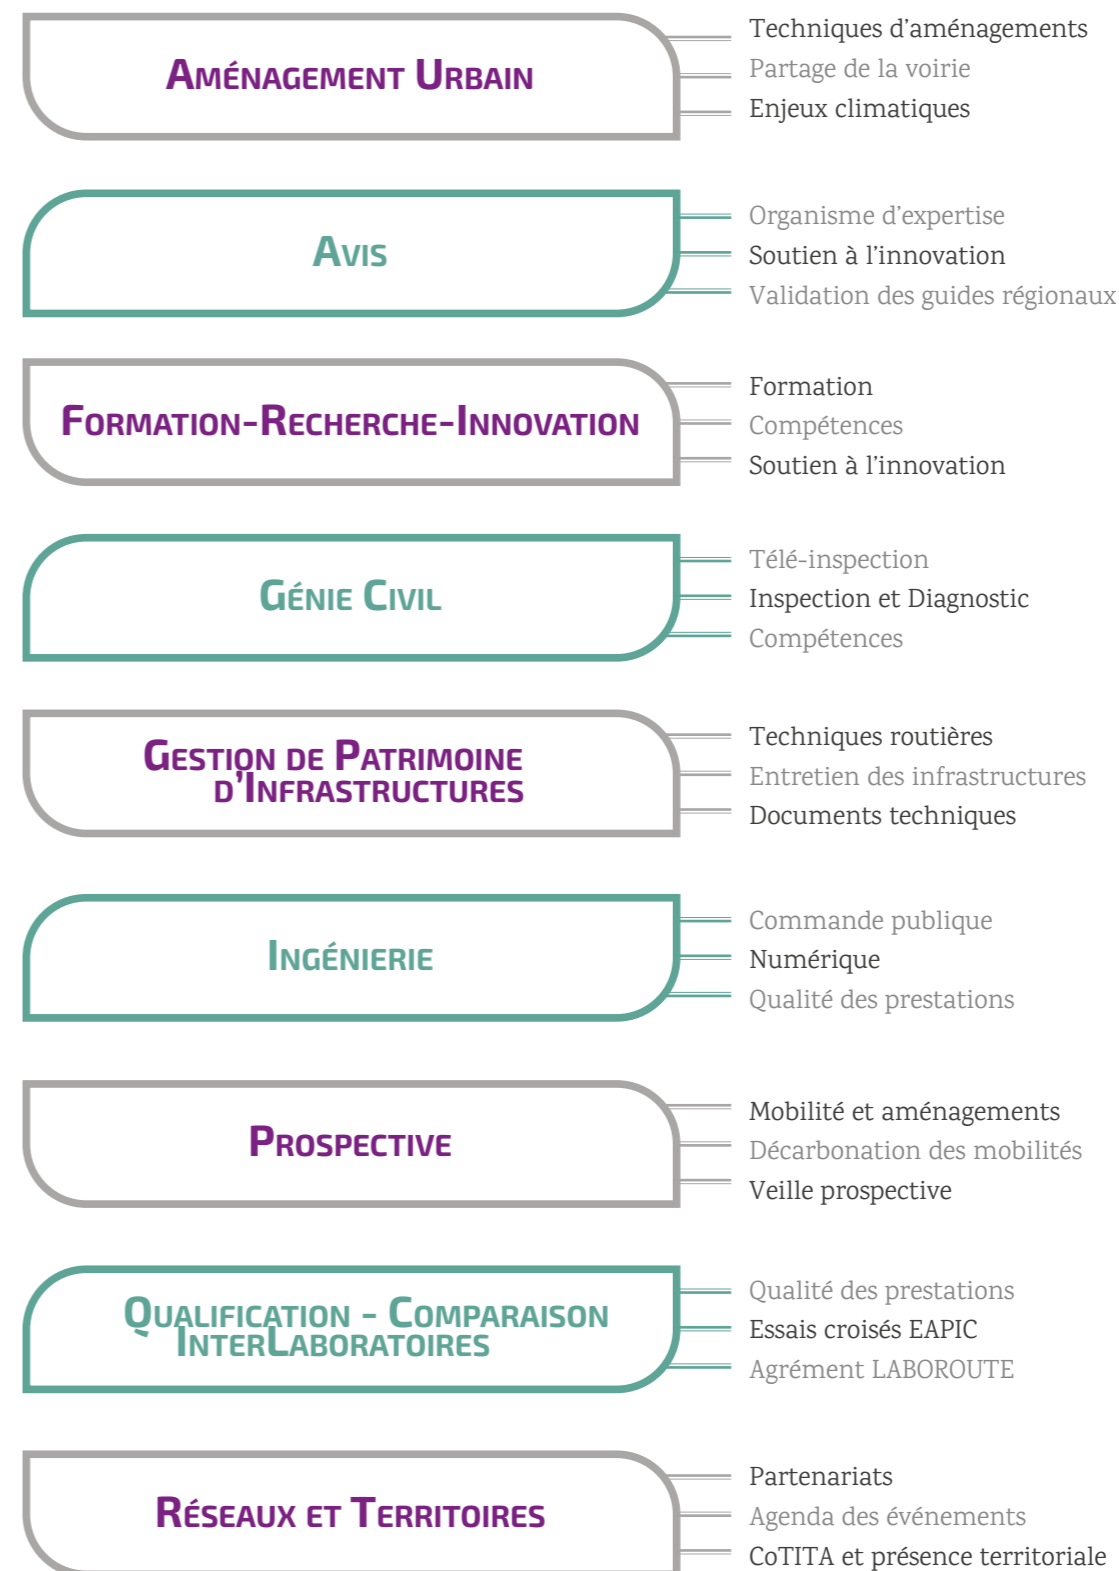 Aménagement Urbain
Techniques d’aménagements
Partage de la voirie
Enjeux climatiques
Avis
Organisme d’expertise
Soutien à l’innovation
Validation des guides régionaux
Formation-Recherche-Innovation
Formation
Compétences
Soutien à l’innovation
Génie Civil
Télé-inspection
Inspection et Diagnostic
Compétences
Gestion de Patrimoine
d’Infrastructures
Techniques routières
Entretien des infrastructures
Documents techniques
Ingénierie
Commande publique
Numérique
Qualité des prestations
Prospective
Mobilité et aménagements
Décarbonation des mobilités
Veille prospective
Qualification - Comparaison
InterLaboratoires
Qualité des prestations
Essais croisés EAPIC
Agrément LABOROUTE
Réseaux et Territoires
Partenariats
Agenda des événements
CoTITA et présence territoriale